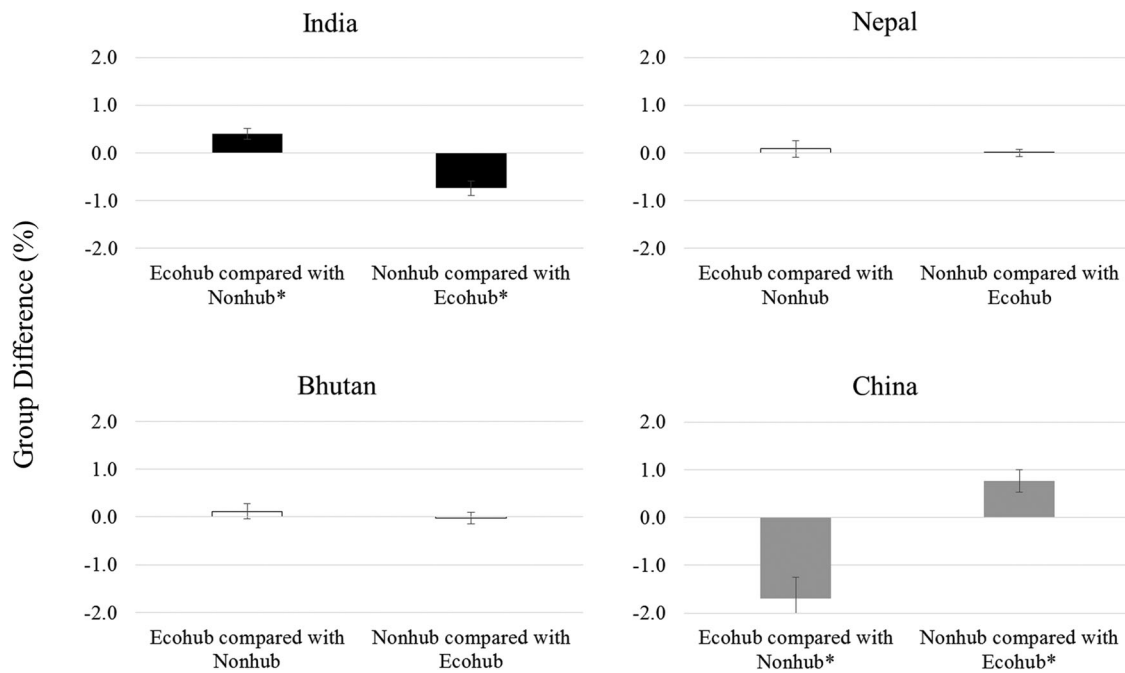 Group Difference (%)
India
2.0
1.0
0.0
-1.0
-2.0
Ecohub compared with
Nonhub*
Nonhub compared with
Ecohub*
Nepal
2.0
1.0
0.0
-1.0
-2.0
Ecohub compared with
Nonhub
Nonhub compared with
Ecohub
Bhutan
2.0
1.0
0.0
-1.0
-2.0
Ecohub compared with
Nonhub
Nonhub compared with
Ecohub
China
2.0
1.0
0.0
-1.0
-2.0
Ecohub compared with
Nonhub*
Nonhub compared with
Ecohub*